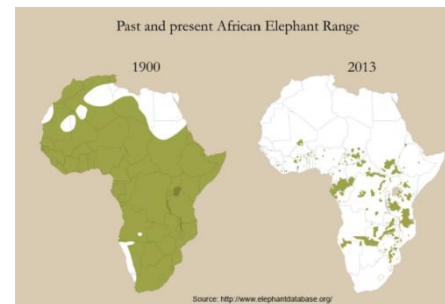 Past and present African Elephant Range
1900
2013
Source: http://www.elephantdatabase.org/